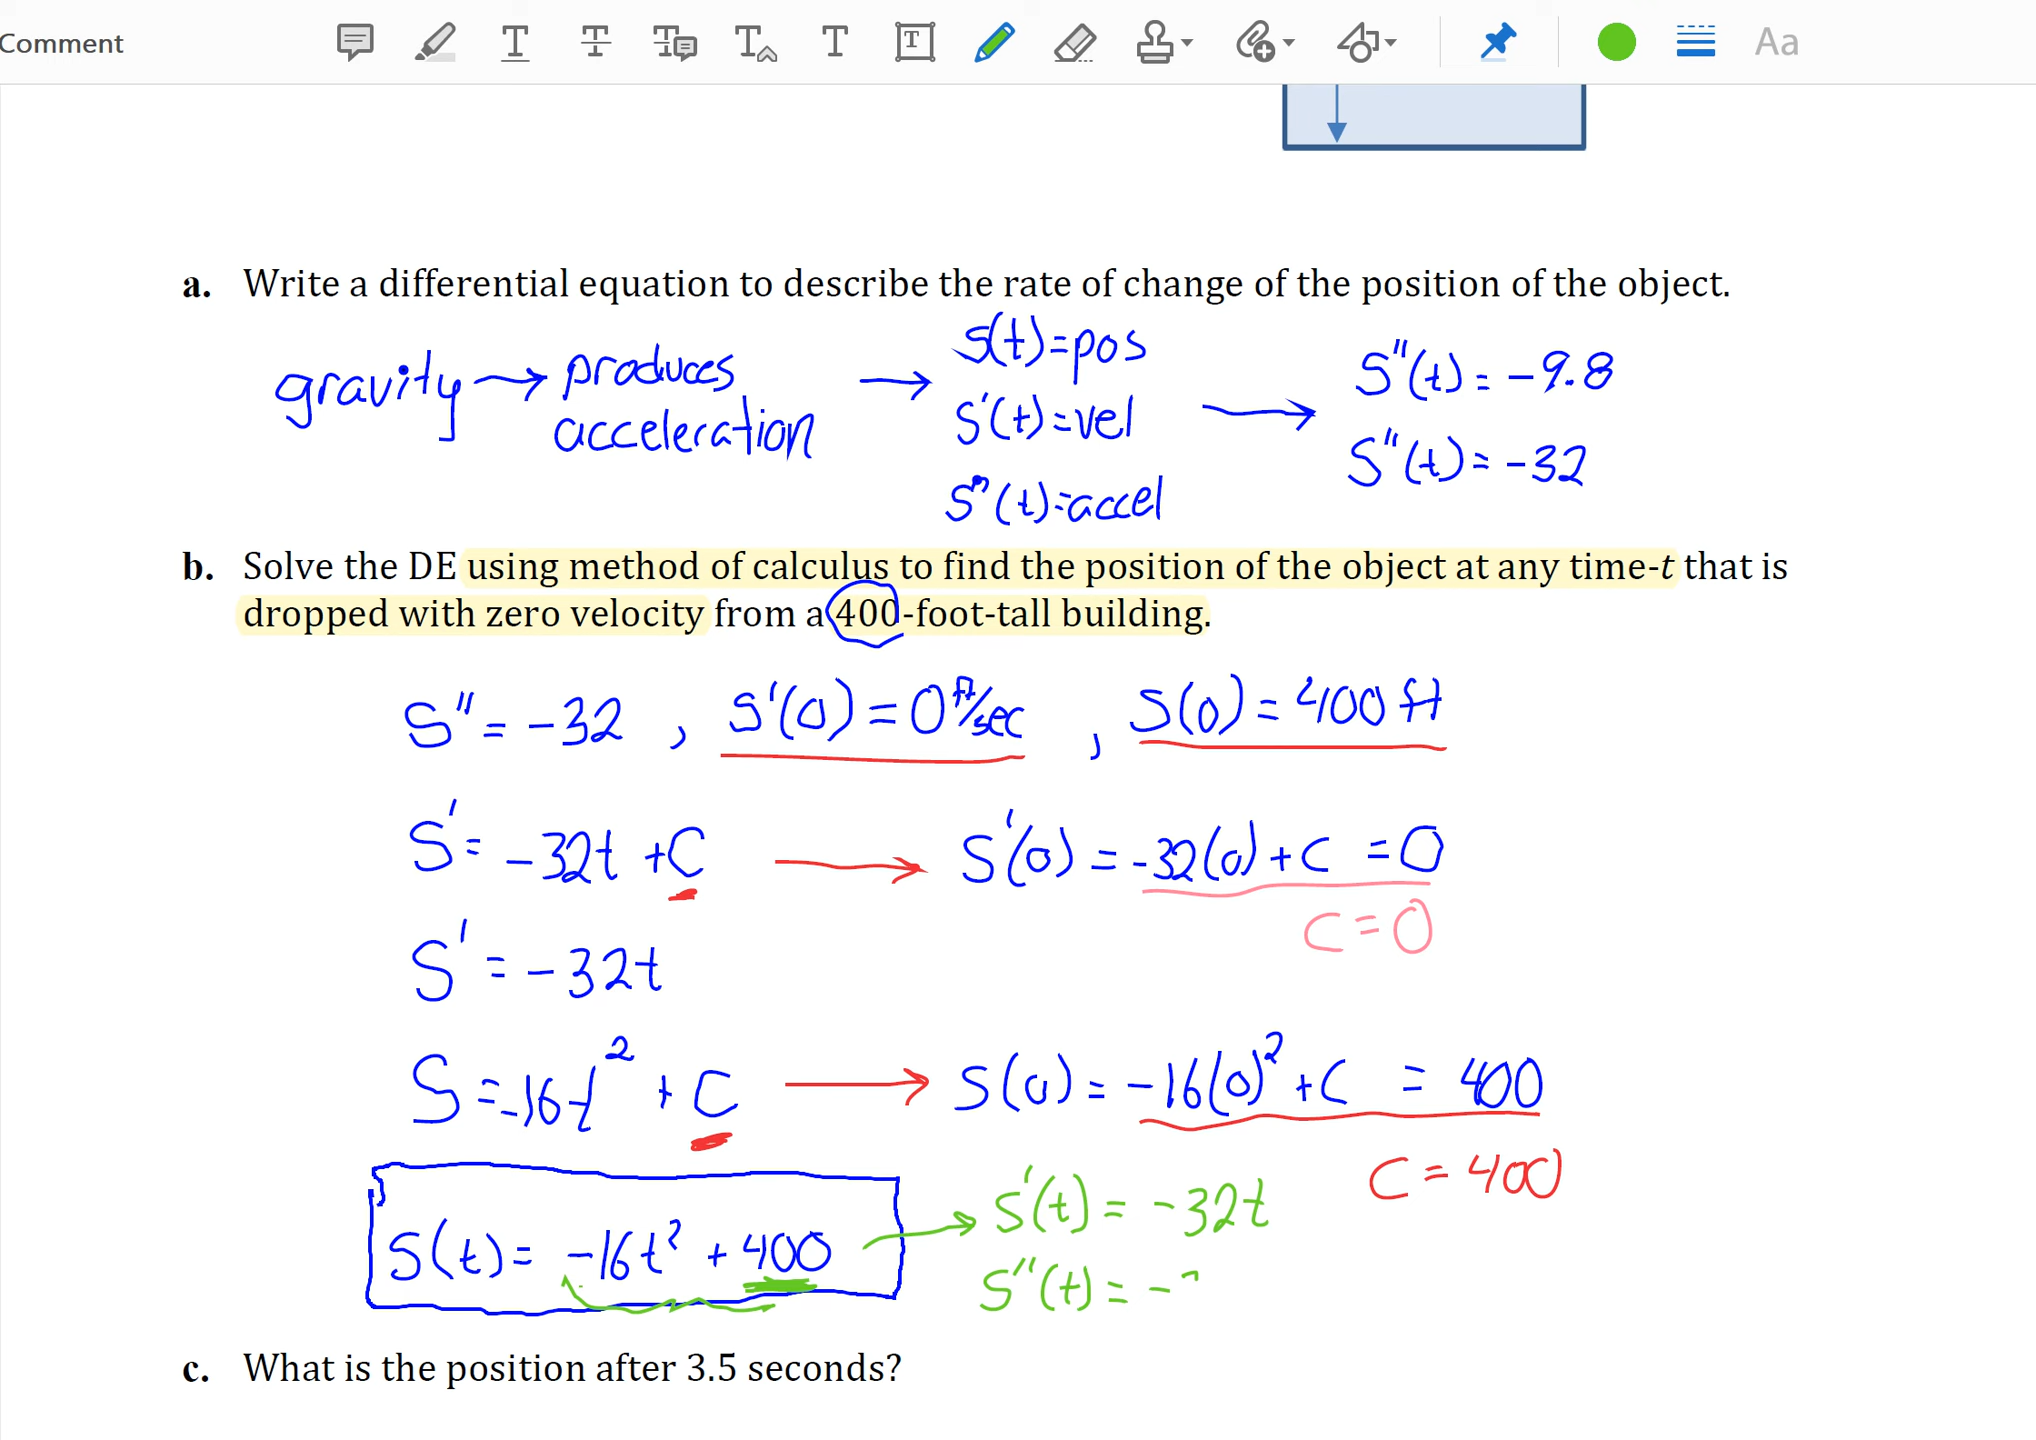 Comment
Aa
a. Write a differential equation to describe the rate of change of the position of the object.
gravity → produces acceleration → s(t)=pos
s'(t)=vel
s"(t)=accel
→ S"(t) = -9.8
S"(t) = -32
b. Solve the DE using method of calculus to find the position of the object at any time-t that is
dropped with zero velocity from a 400-foot-tall building.
S" = -32 , S'(0) = 0 ft/sec , S(0) = 400 ft
S' = -32t + C → S'(0) = -32(0) + C = 0
C = 0
S' = -32t
S = -16t² + C → S(0) = -16(0)² + C = 400
C = 400
S(t) = -16t² + 400 → S'(t) = -32t
S"(t) = -
c. What is the position after 3.5 seconds?